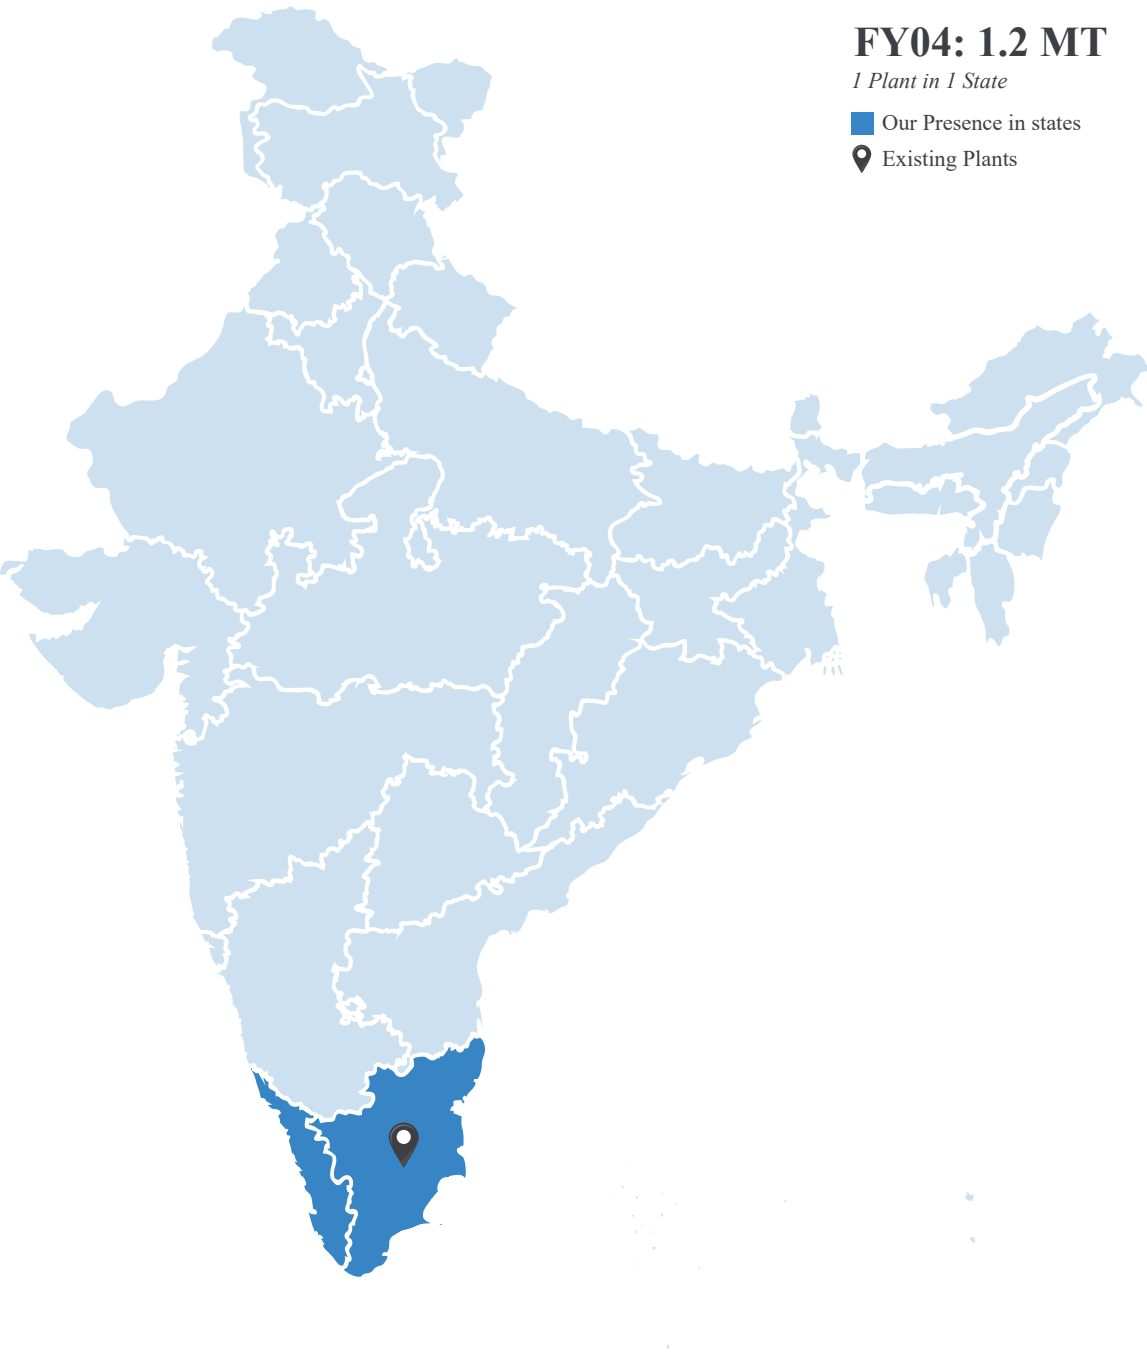 FY04: 1.2 MT
1 Plant in 1 State
Our Presence in states
Existing Plants